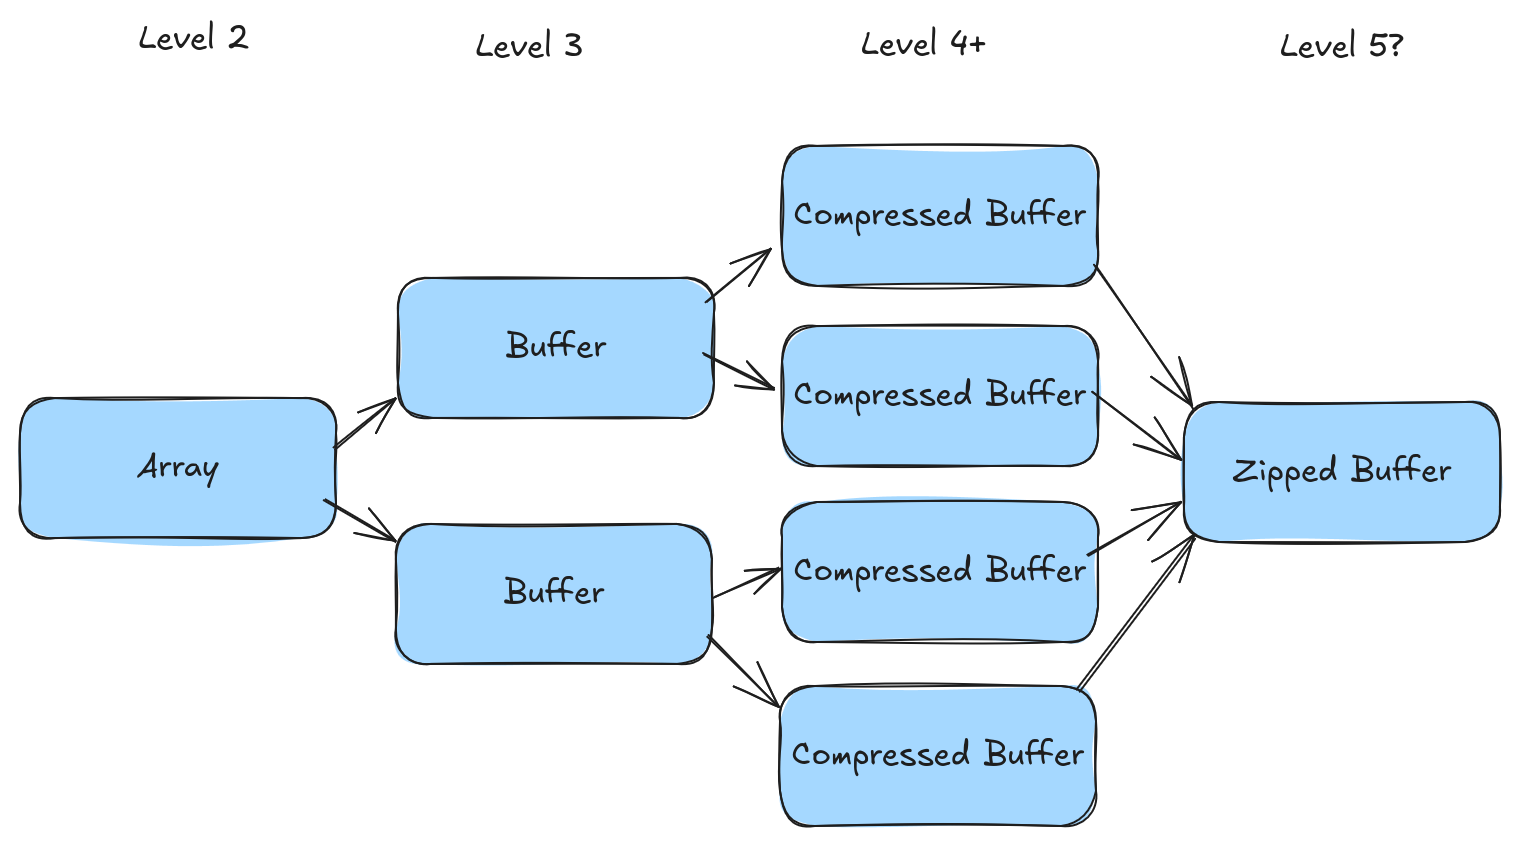 Level 2
Level 3
Level 4+
Level 5?
Array
Buffer
Buffer
Compressed Buffer
Compressed Buffer
Compressed Buffer
Compressed Buffer
Zipped Buffer